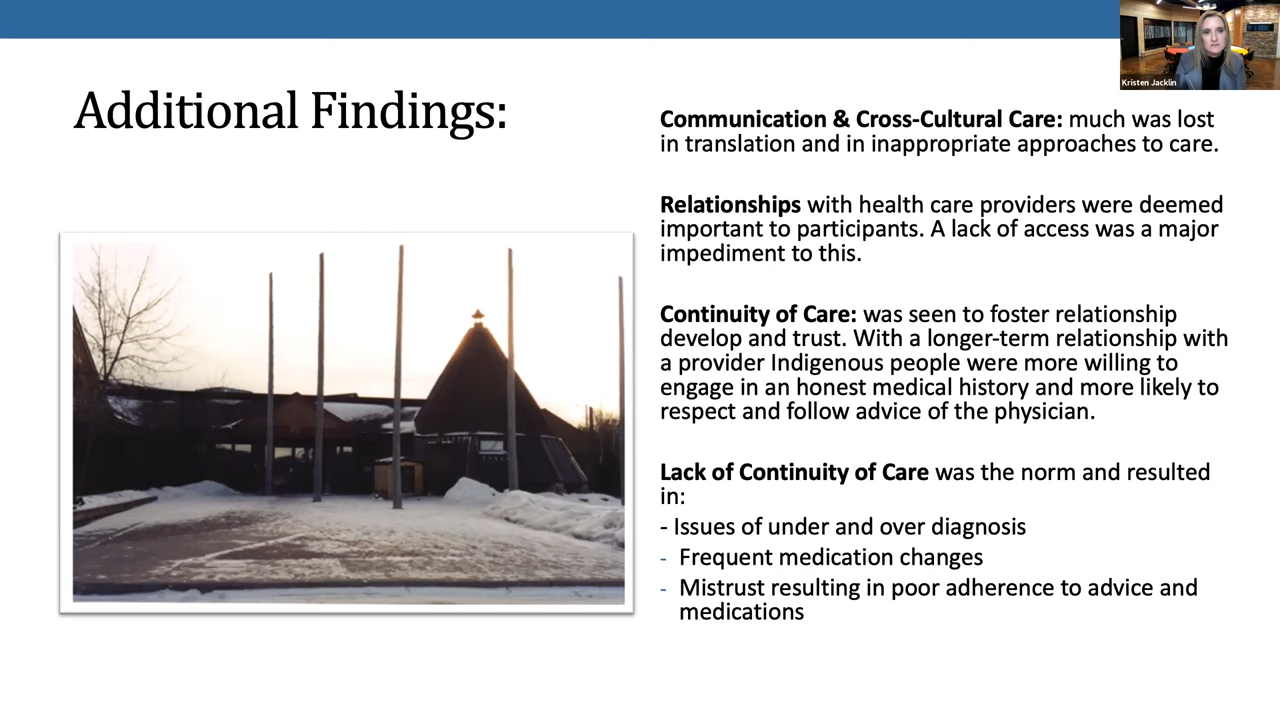 Kristen Jacklin
Additional Findings:
Communication & Cross-Cultural Care: much was lost
in translation and in inappropriate approaches to care.
Relationships with health care providers were deemed
important to participants. A lack of access was a major
impediment to this.
Continuity of Care: was seen to foster relationship
develop and trust. With a longer-term relationship with
a provider Indigenous people were more willing to
engage in an honest medical history and more likely to
respect and follow advice of the physician.
Lack of Continuity of Care was the norm and resulted
in:
- Issues of under and over diagnosis
- Frequent medication changes
- Mistrust resulting in poor adherence to advice and
medications